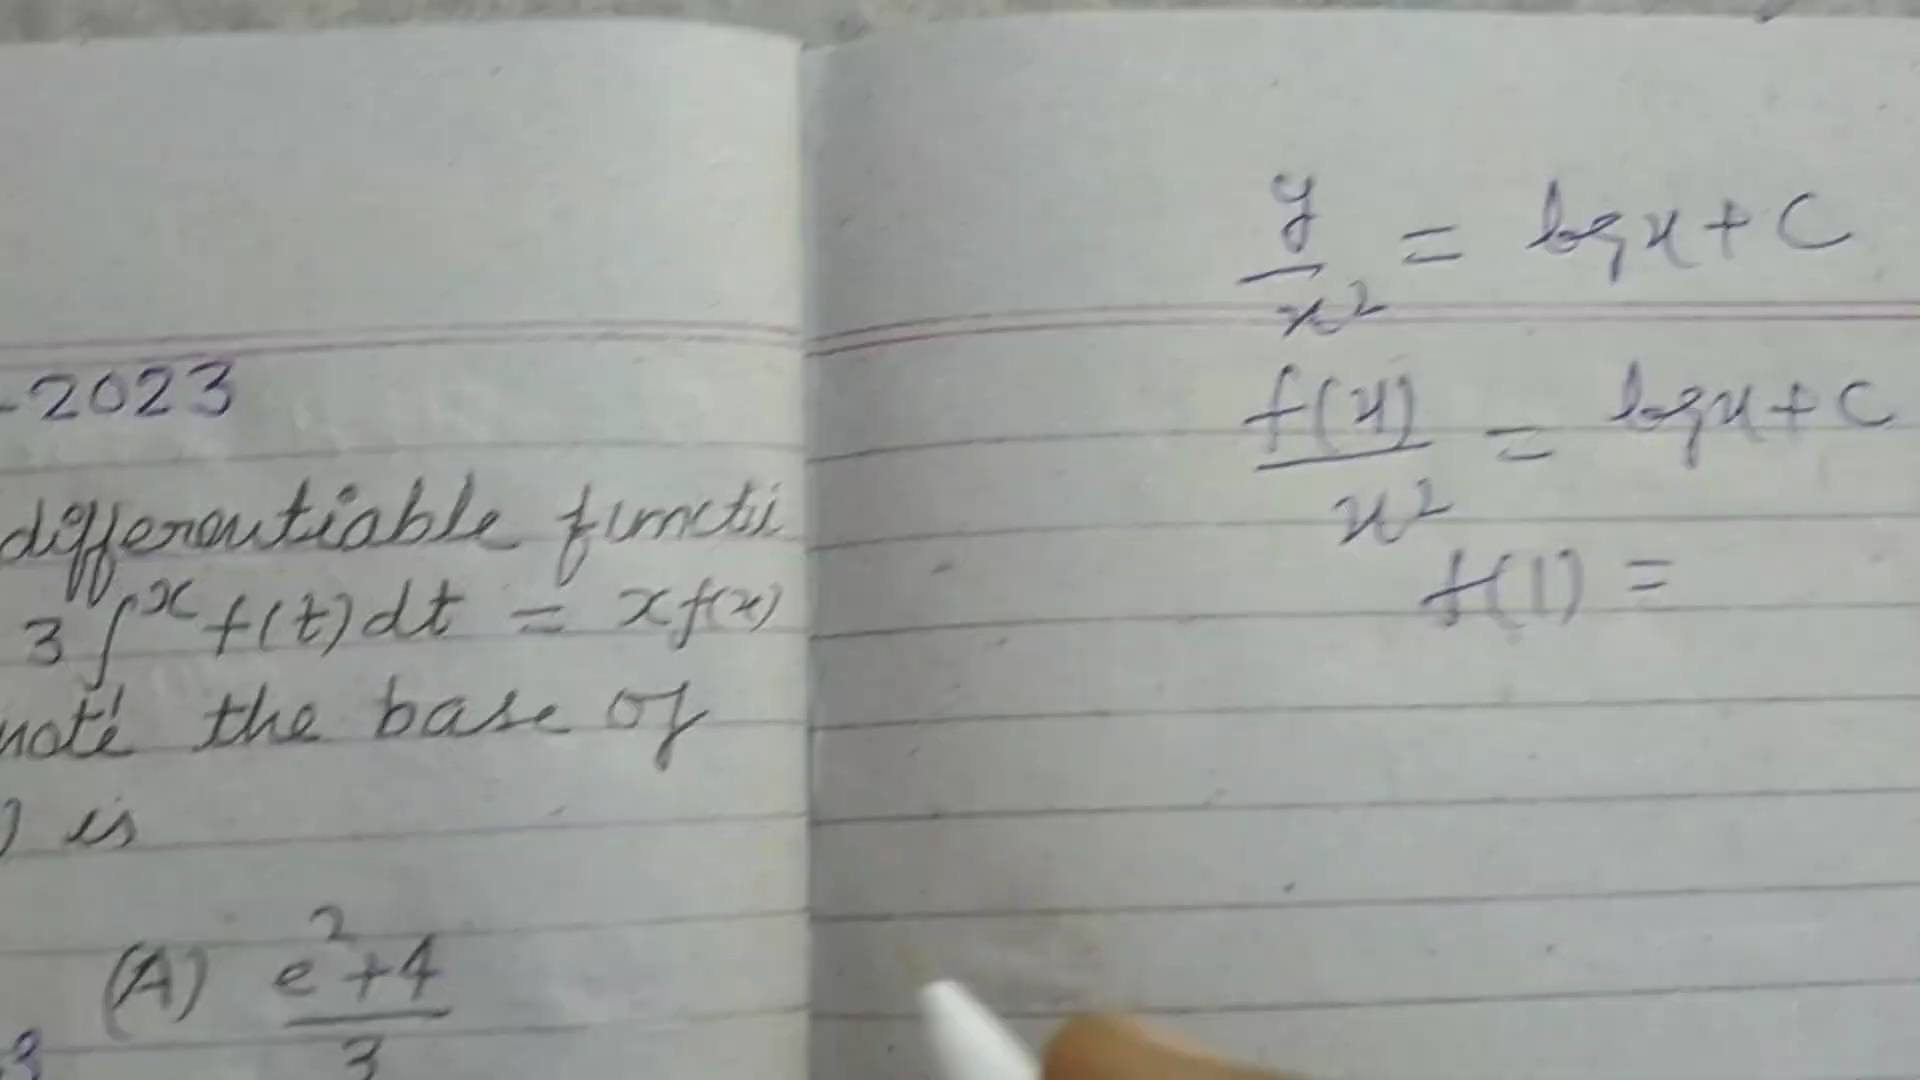 -2023
differentiable functi
3∫ˣ f(t)dt = xf(x)
note the base of
) is
(A) e²+4
3
3
y/x² = log x + C
f(x)/x² = log x + C
f(1) =